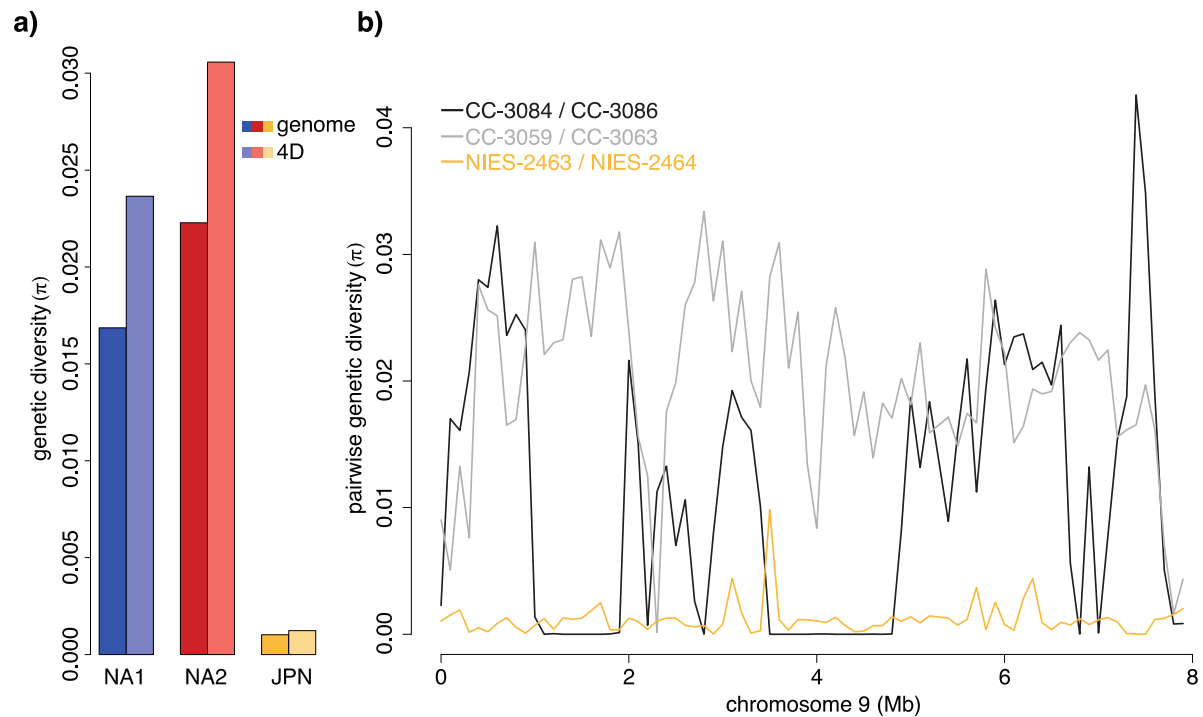 a)
genetic diversity (π)
0.000
0.005
0.010
0.015
0.020
0.025
0.030
genome
4D
NA1 NA2 JPN
b)
pairwise genetic diversity (π)
0.00
0.01
0.02
0.03
0.04
CC-3084 / CC-3086
CC-3059 / CC-3063
NIES-2463 / NIES-2464
0 2 4 6 8
chromosome 9 (Mb)